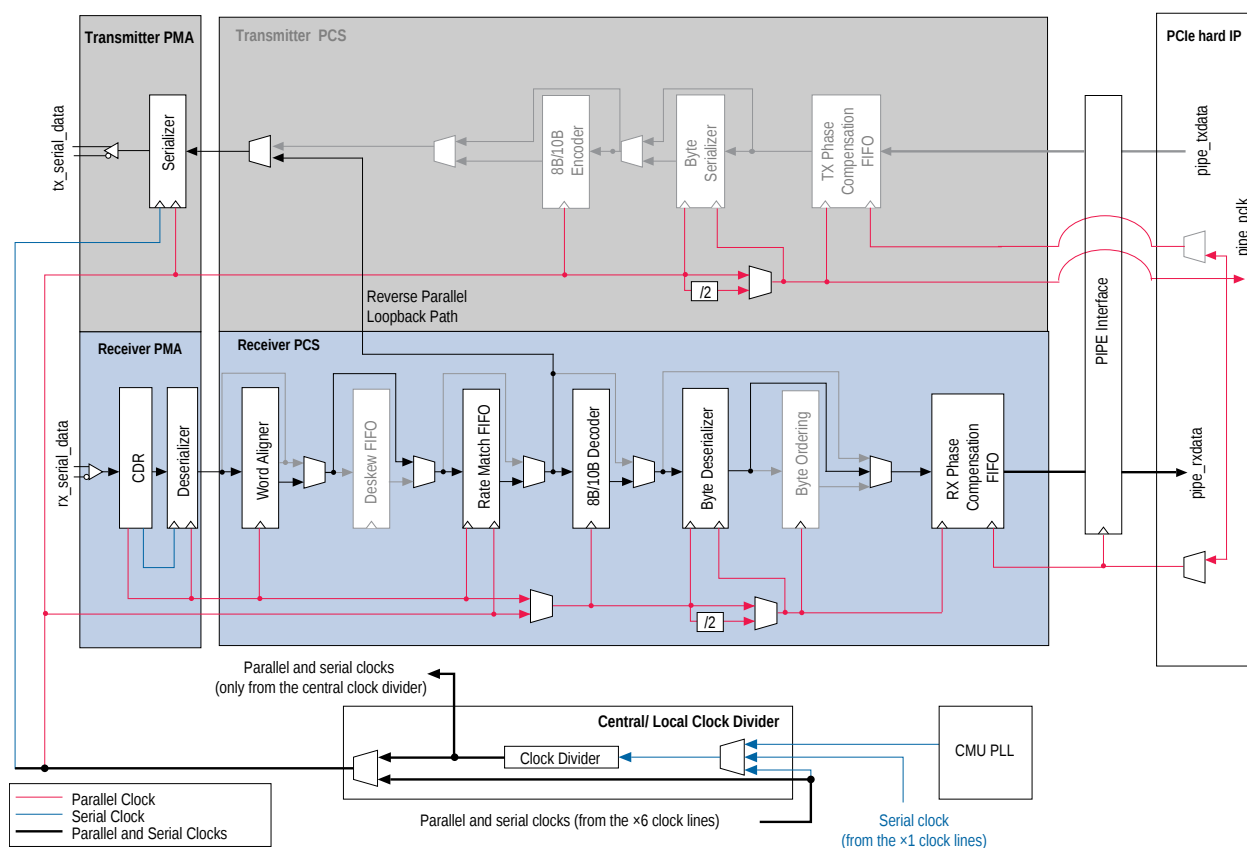 Transmitter PMA
Transmitter PCS
PCIe hard IP
tx_serial_data
Serializer
8B/10B
Encoder
Byte
Serializer
TX Phase
Compensation
FIFO
pipe_txdata
pipe_pclk
/2
Reverse Parallel
Loopback Path
PIPE Interface
Receiver PMA
Receiver PCS
rx_serial_data
CDR
Deserializer
Word Aligner
Deskew FIFO
Rate Match FIFO
8B/10B Decoder
Byte Deserializer
Byte Ordering
RX Phase
Compensation
FIFO
pipe_rxdata
/2
Parallel and serial clocks
(only from the central clock divider)
Central/ Local Clock Divider
Clock Divider
CMU PLL
Parallel Clock
Serial Clock
Parallel and Serial Clocks
Parallel and serial clocks (from the ×6 clock lines)
Serial clock
(from the ×1 clock lines)